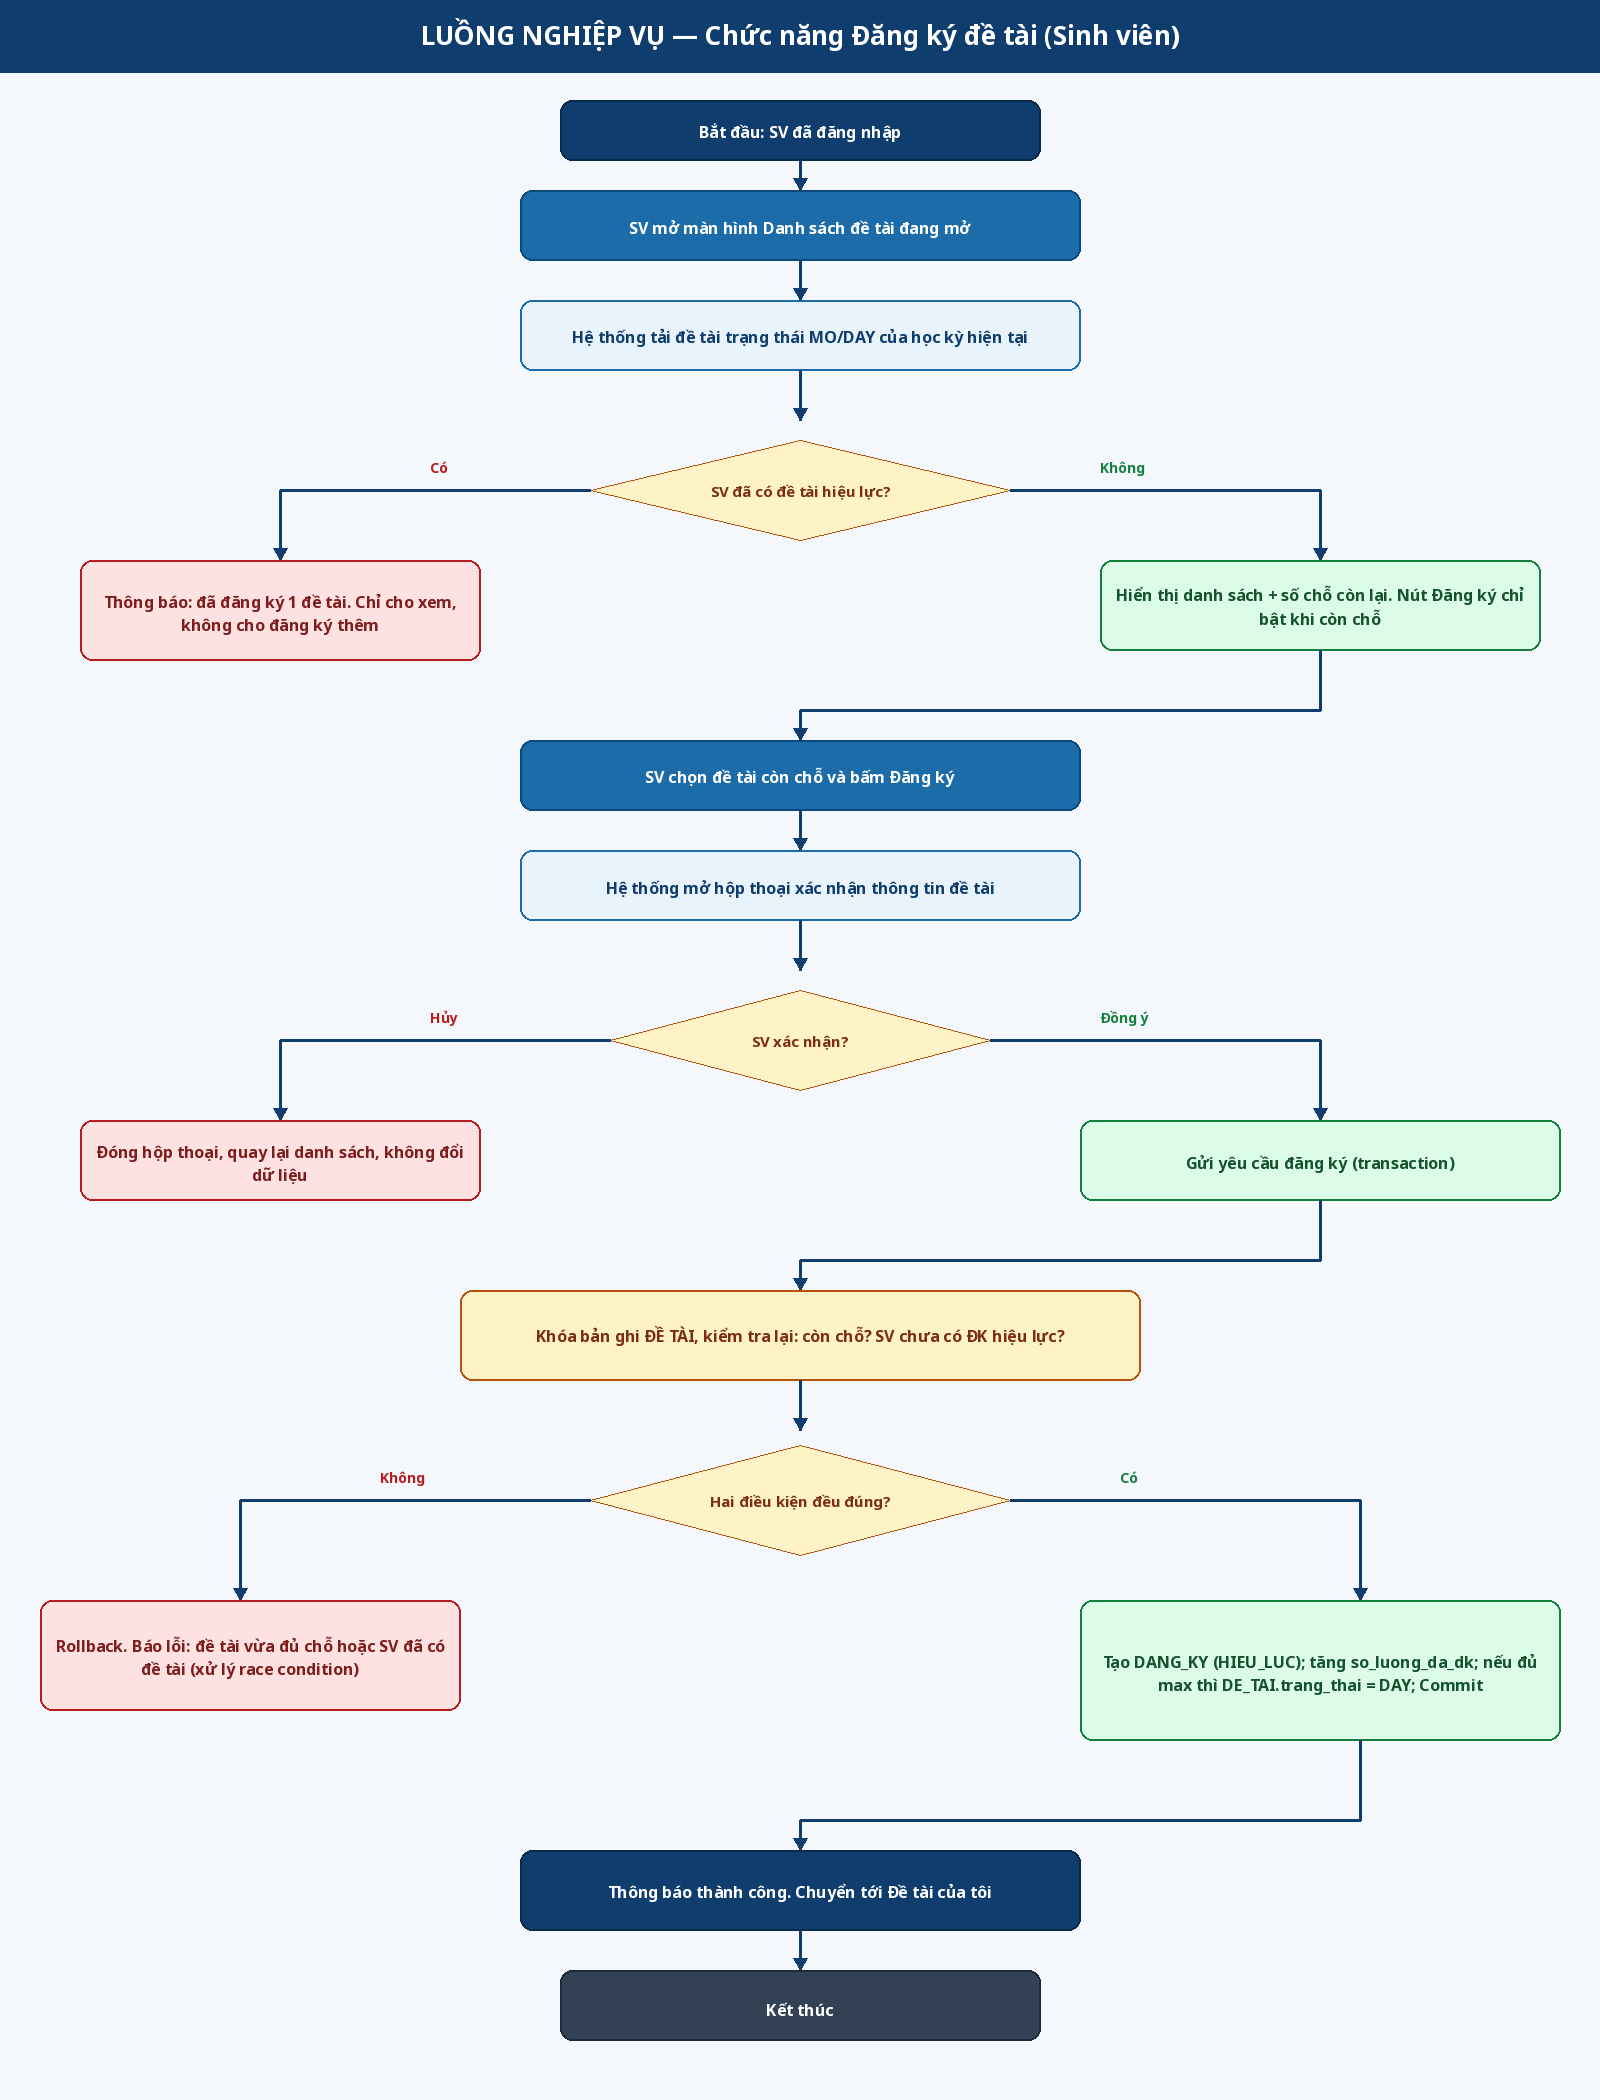 LUỒNG NGHIỆP VỤ — Chức năng Đăng ký đề tài (Sinh viên)
Bắt đầu: SV đã đăng nhập
SV mở màn hình Danh sách đề tài đang mở
Hệ thống tải đề tài trạng thái MO/DAY của học kỳ hiện tại
SV đã có đề tài hiệu lực?
Có
Không
Thông báo: đã đăng ký 1 đề tài. Chỉ cho xem,
không cho đăng ký thêm
Hiển thị danh sách + số chỗ còn lại. Nút Đăng ký chỉ
bật khi còn chỗ
SV chọn đề tài còn chỗ và bấm Đăng ký
Hệ thống mở hộp thoại xác nhận thông tin đề tài
SV xác nhận?
Hủy
Đồng ý
Đóng hộp thoại, quay lại danh sách, không đổi
dữ liệu
Gửi yêu cầu đăng ký (transaction)
Khóa bản ghi ĐỀ TÀI, kiểm tra lại: còn chỗ? SV chưa có ĐK hiệu lực?
Hai điều kiện đều đúng?
Không
Có
Rollback. Báo lỗi: đề tài vừa đủ chỗ hoặc SV đã có
đề tài (xử lý race condition)
Tạo DANG_KY (HIEU_LUC); tăng so_luong_da_dk; nếu đủ
max thì DE_TAI.trang_thai = DAY; Commit
Thông báo thành công. Chuyển tới Đề tài của tôi
Kết thúc